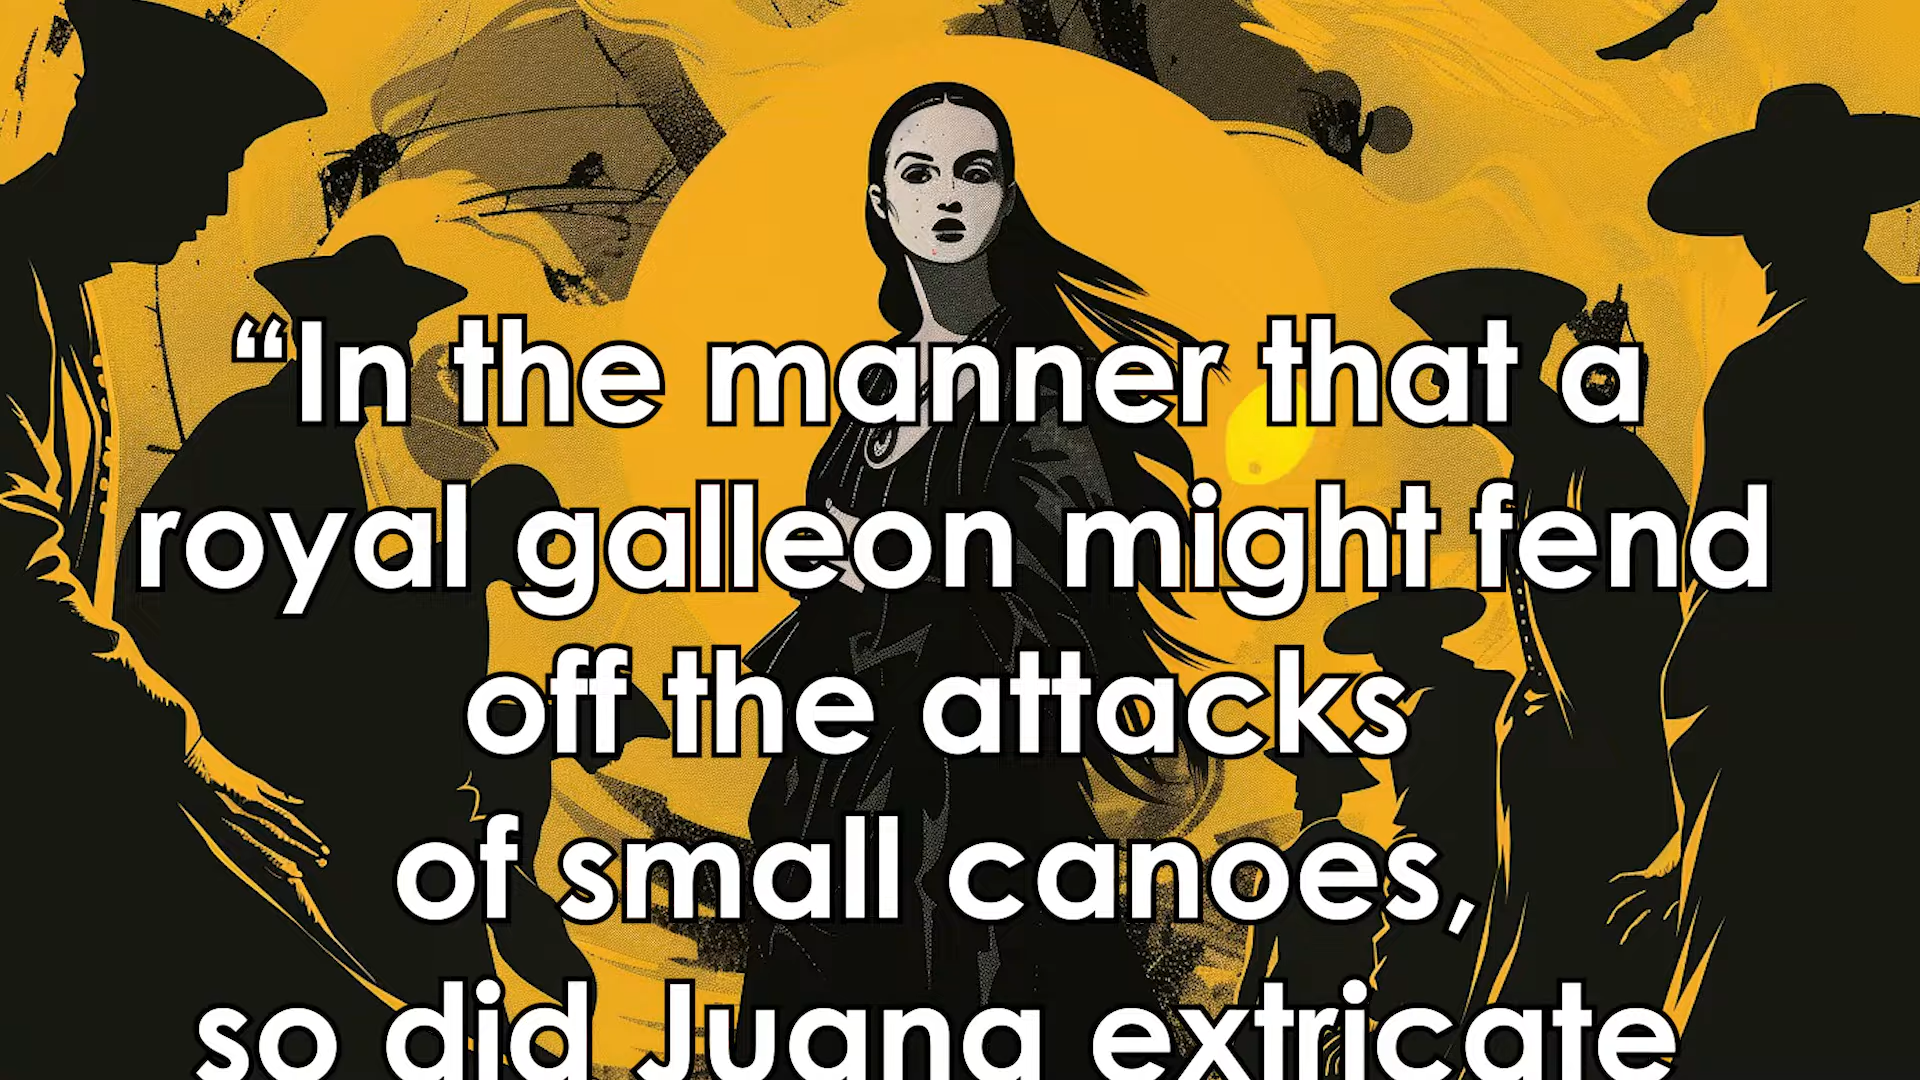 “In the manner that a
royal galleon might fend
off the attacks
of small canoes,
so did Juana extricate